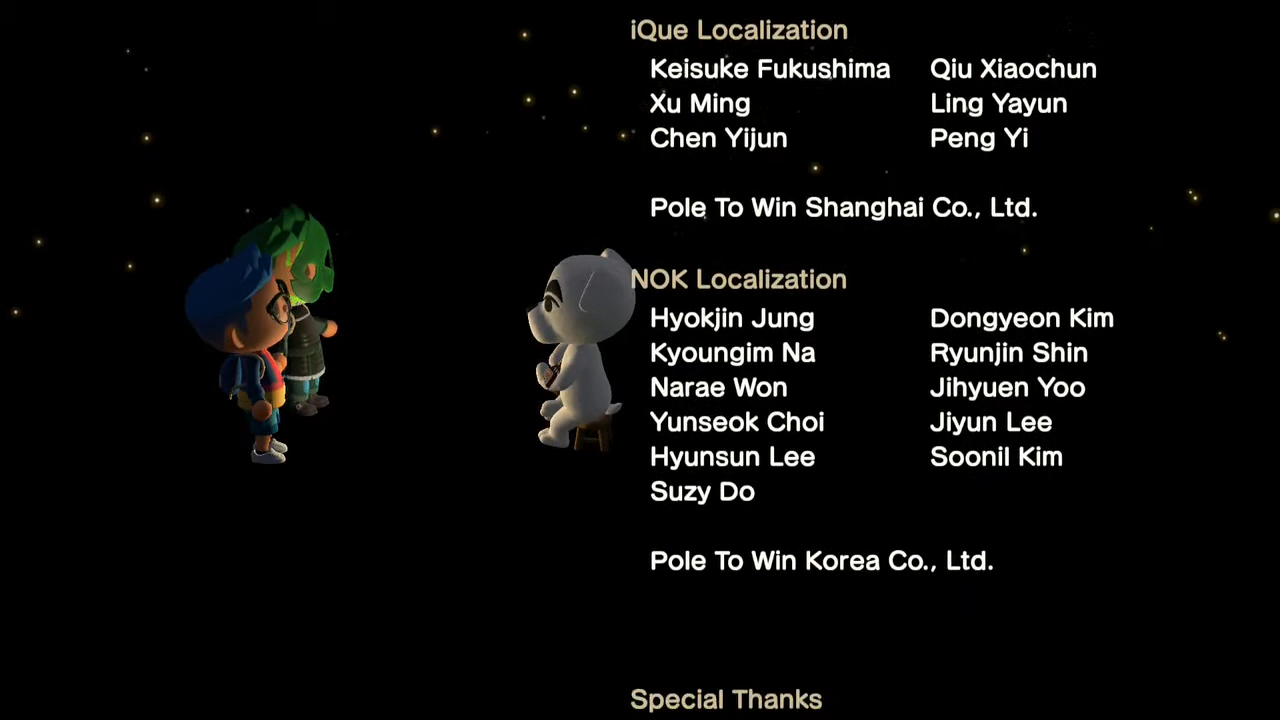 iQue Localization
Keisuke Fukushima Qiu Xiaochun
Xu Ming Ling Yayun
Chen Yijun Peng Yi
Pole To Win Shanghai Co., Ltd.
NOK Localization
Hyokjin Jung Dongyeon Kim
Kyoungim Na Ryunjin Shin
Narae Won Jihyuen Yoo
Yunseok Choi Jiyun Lee
Hyunsun Lee Soonil Kim
Suzy Do
Pole To Win Korea Co., Ltd.
Special Thanks